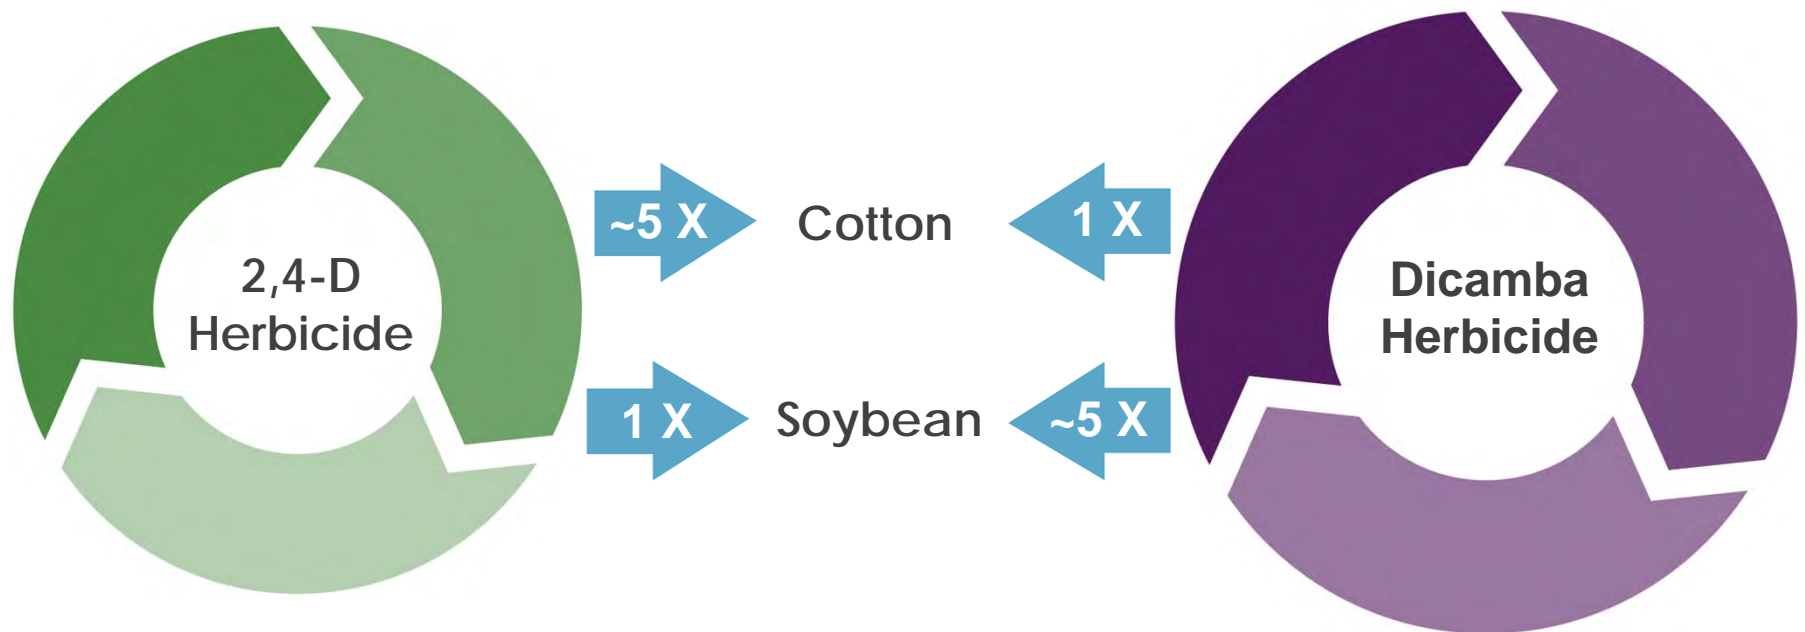 2,4-D
Herbicide
~5 X
Cotton
1 X
1 X
Soybean
~5 X
Dicamba
Herbicide